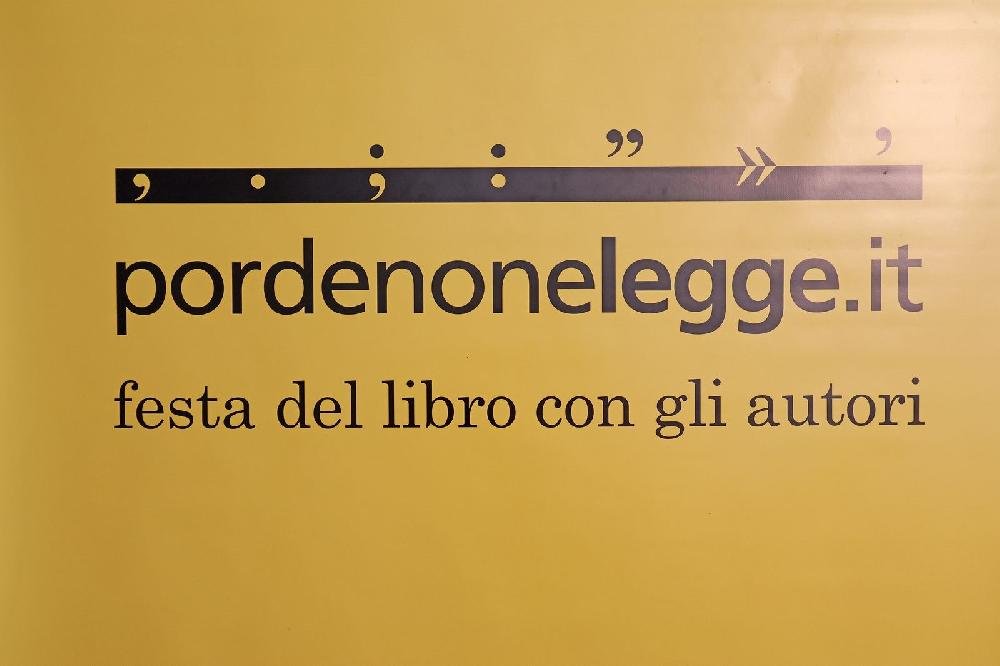 , . ; : ” » ’
pordenonelegge.it
festa del libro con gli autori